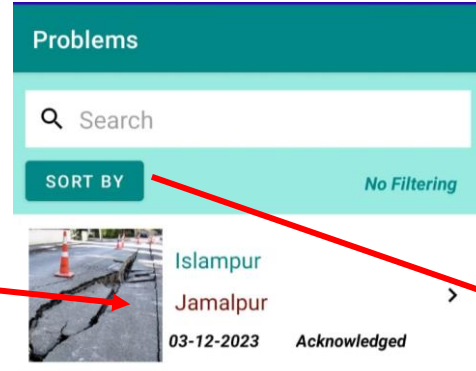 Problems
Search
SORT BY
No Filtering
Islampur
Jamalpur
03-12-2023 Acknowledged